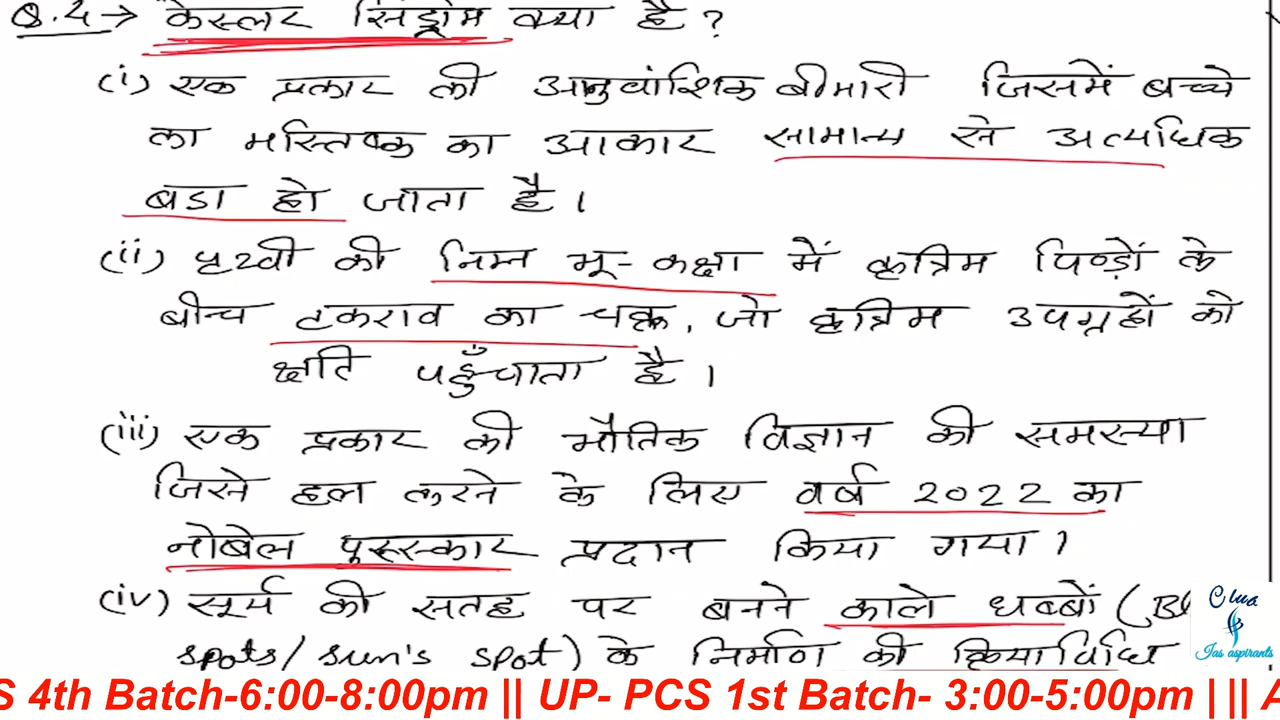 Q.4→ केस्लर सिंड्रोम क्या है?
(i) एक प्रकार की आनुवांशिक बीमारी जिसमें बच्चे
का मस्तिष्क का आकार सामान्य से अत्यधिक
बडा हो जाता है।
(ii) पृथ्वी की निम्न भू-कक्षा में कृत्रिम पिण्ड़ों के
बीच टकराव का चक्र, जो कृत्रिम उपग्रहों को
क्षति पहुँचाता है।
(iii) एक प्रकार की भौतिक विज्ञान की समस्या
जिसे हल करने के लिए वर्ष 2022 का
नोबेल पुरस्कार प्रदान किया गया।
(iv) सूर्य की सतह पर बनने काले धब्बों (
spots/sun's spot) के निर्माण की क्रियाविधि
Jas aspirants
S 4th Batch-6:00-8:00pm || UP- PCS 1st Batch- 3:00-5:00pm | || A